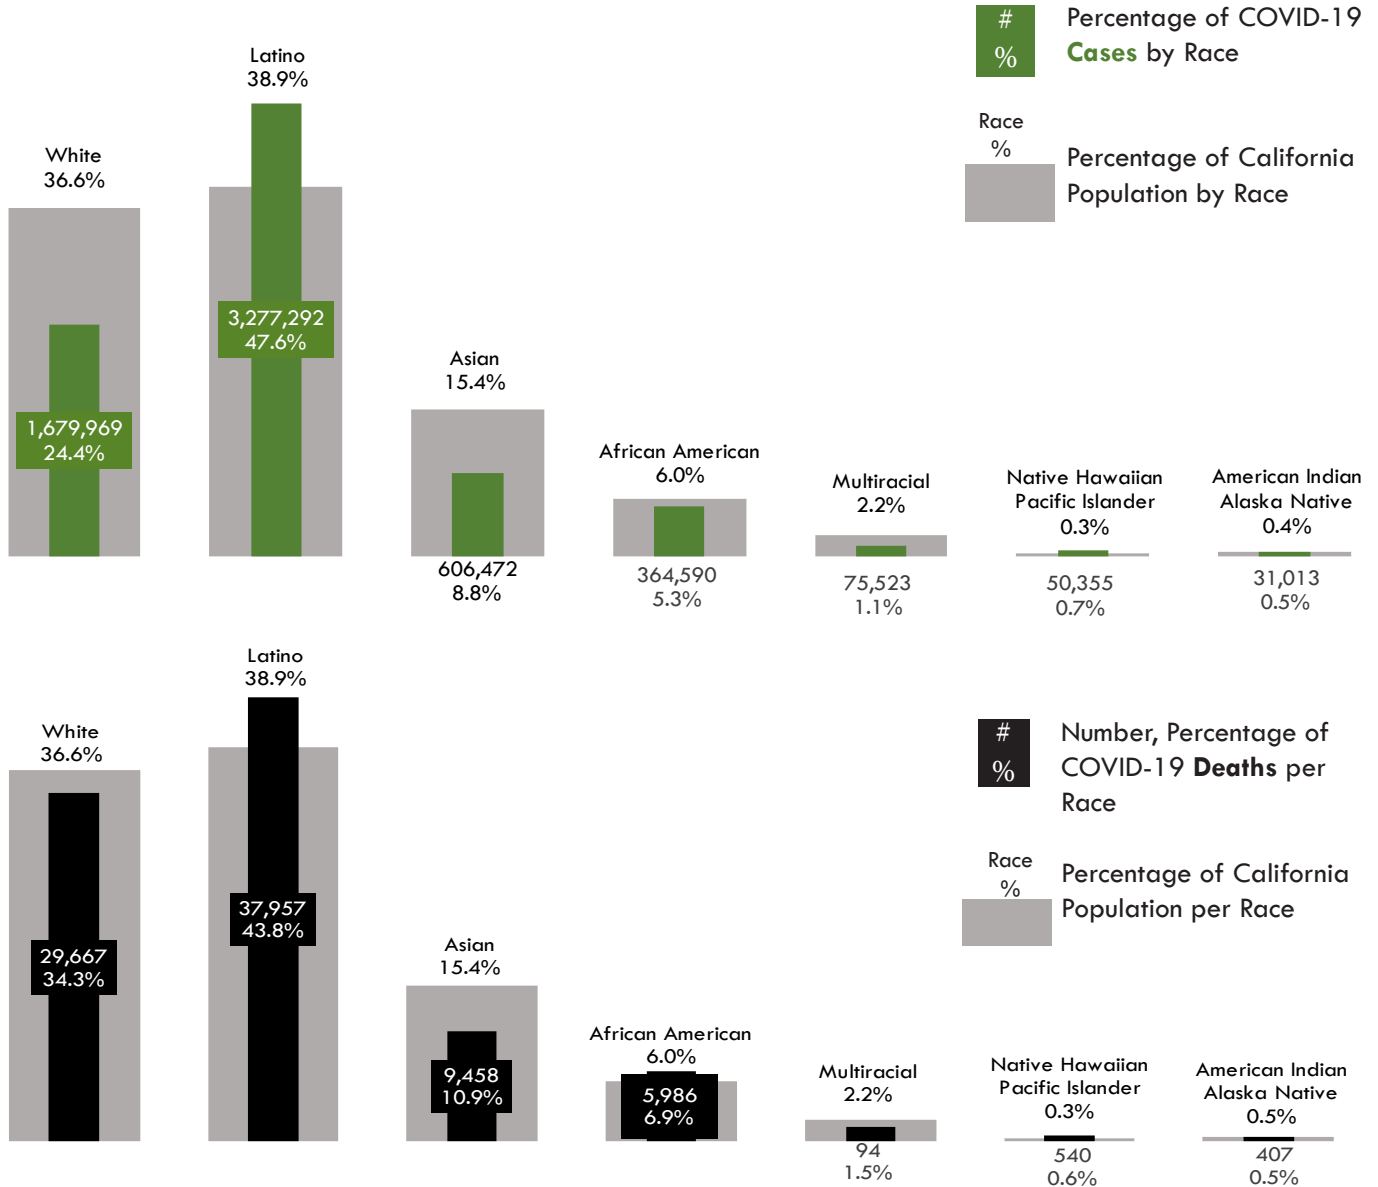 #
%
Percentage of COVID-19
Cases by Race
Race
%
Percentage of California
Population by Race
White
36.6%
1,679,969
24.4%
Latino
38.9%
3,277,292
47.6%
Asian
15.4%
606,472
8.8%
African American
6.0%
364,590
5.3%
Multiracial
2.2%
75,523
1.1%
Native Hawaiian
Pacific Islander
0.3%
50,355
0.7%
American Indian
Alaska Native
0.4%
31,013
0.5%
#
%
Number, Percentage of
COVID-19 Deaths per
Race
Race
%
Percentage of California
Population per Race
White
36.6%
29,667
34.3%
Latino
38.9%
37,957
43.8%
Asian
15.4%
9,458
10.9%
African American
6.0%
5,986
6.9%
Multiracial
2.2%
94
1.5%
Native Hawaiian
Pacific Islander
0.3%
540
0.6%
American Indian
Alaska Native
0.5%
407
0.5%